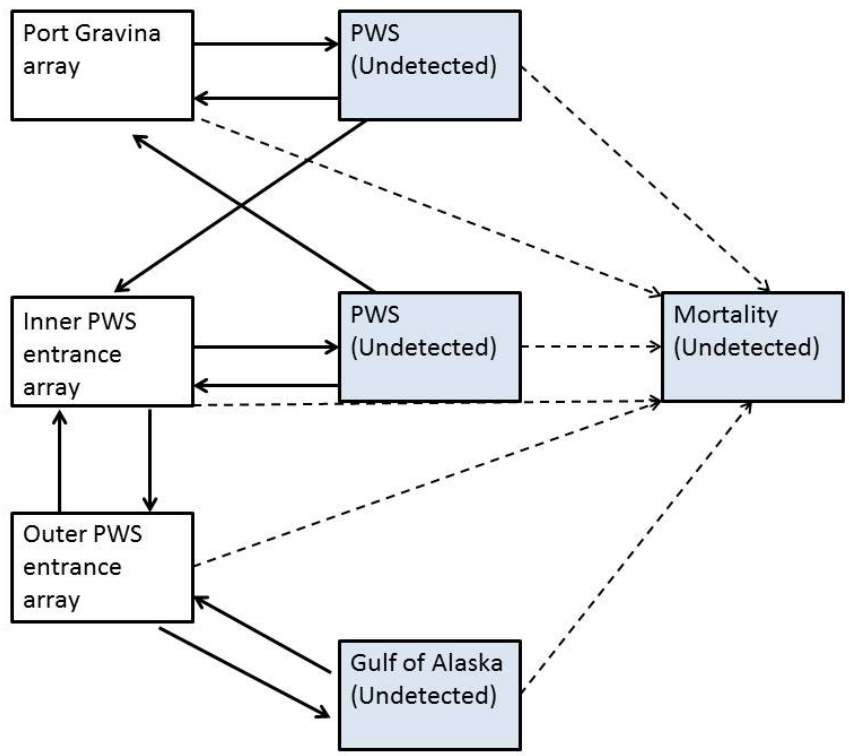 Port Gravina
array
PWS
(Undetected)
Inner PWS
entrance
array
PWS
(Undetected)
Mortality
(Undetected)
Outer PWS
entrance
array
Gulf of Alaska
(Undetected)